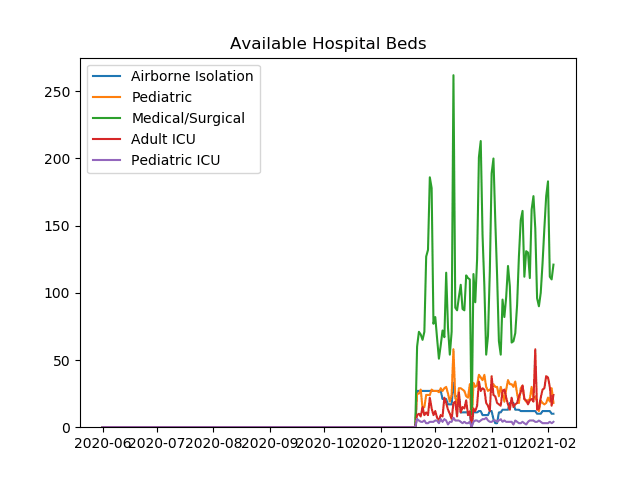 Available Hospital Beds
Airborne Isolation
Pediatric
Medical/Surgical
Adult ICU
Pediatric ICU
250
200
150
100
50
0
2020-06 2020-07 2020-08 2020-09 2020-10 2020-11 2020-12 2021-01 2021-02